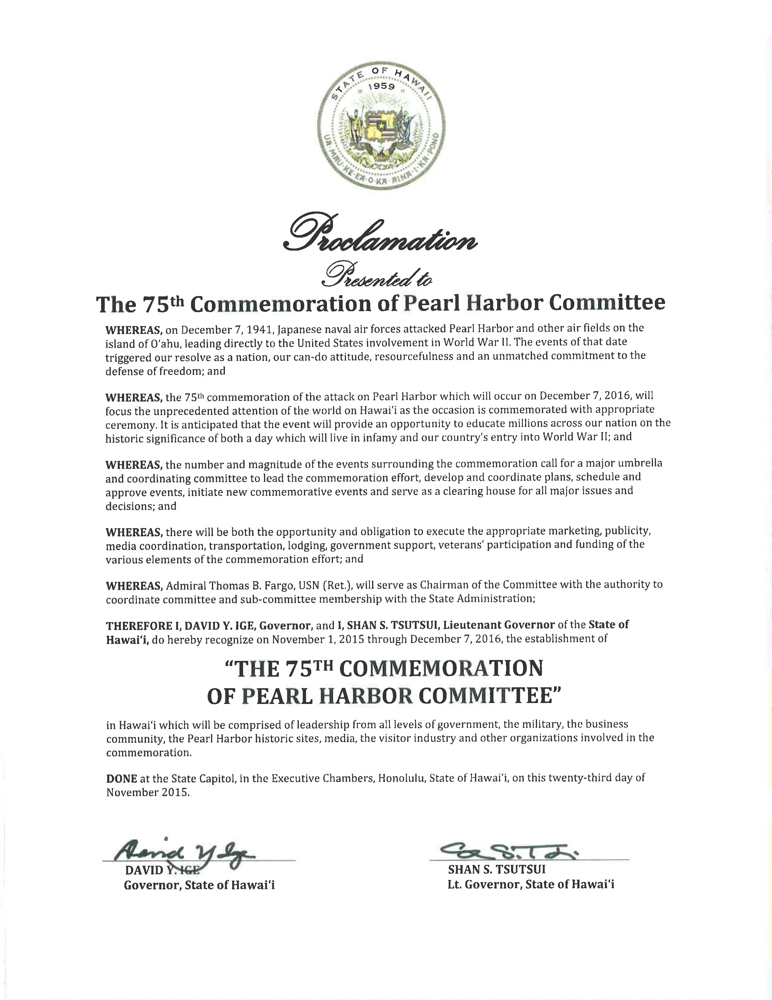 STATE OF HAWAII
1959
UA·MAU·KE·EA·O·KA·AINA·I·KA·PONO
Proclamation
Presented to
The 75th Commemoration of Pearl Harbor Committee
WHEREAS, on December 7, 1941, Japanese naval air forces attacked Pearl Harbor and other air fields on the
island of O'ahu, leading directly to the United States involvement in World War II. The events of that date
triggered our resolve as a nation, our can-do attitude, resourcefulness and an unmatched commitment to the
defense of freedom; and
WHEREAS, the 75th commemoration of the attack on Pearl Harbor which will occur on December 7, 2016, will
focus the unprecedented attention of the world on Hawai'i as the occasion is commemorated with appropriate
ceremony. It is anticipated that the event will provide an opportunity to educate millions across our nation on the
historic significance of both a day which will live in infamy and our country's entry into World War II; and
WHEREAS, the number and magnitude of the events surrounding the commemoration call for a major umbrella
and coordinating committee to lead the commemoration effort, develop and coordinate plans, schedule and
approve events, initiate new commemorative events and serve as a clearing house for all major issues and
decisions; and
WHEREAS, there will be both the opportunity and obligation to execute the appropriate marketing, publicity,
media coordination, transportation, lodging, government support, veterans' participation and funding of the
various elements of the commemoration effort; and
WHEREAS, Admiral Thomas B. Fargo, USN (Ret.), will serve as Chairman of the Committee with the authority to
coordinate committee and sub-committee membership with the State Administration;
THEREFORE I, DAVID Y. IGE, Governor, and I, SHAN S. TSUTSUI, Lieutenant Governor of the State of
Hawai'i, do hereby recognize on November 1, 2015 through December 7, 2016, the establishment of
"THE 75TH COMMEMORATION
OF PEARL HARBOR COMMITTEE"
in Hawai'i which will be comprised of leadership from all levels of government, the military, the business
community, the Pearl Harbor historic sites, media, the visitor industry and other organizations involved in the
commemoration.
DONE at the State Capitol, in the Executive Chambers, Honolulu, State of Hawai'i, on this twenty-third day of
November 2015.
David Y Ige
DAVID Y. IGE
Governor, State of Hawai'i
SHAN S. TSUTSUI
Lt. Governor, State of Hawai'i